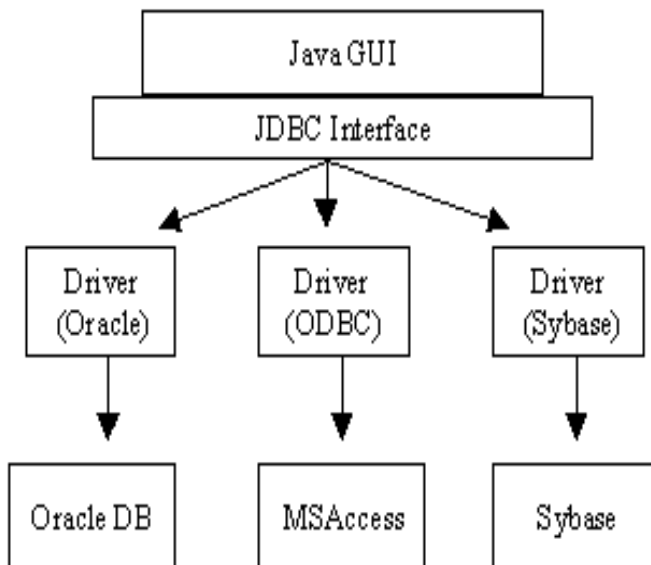 Java GUI
JDBC Interface
Driver
(Oracle)
Driver
(ODBC)
Driver
(Sybase)
Oracle DB
MSAccess
Sybase